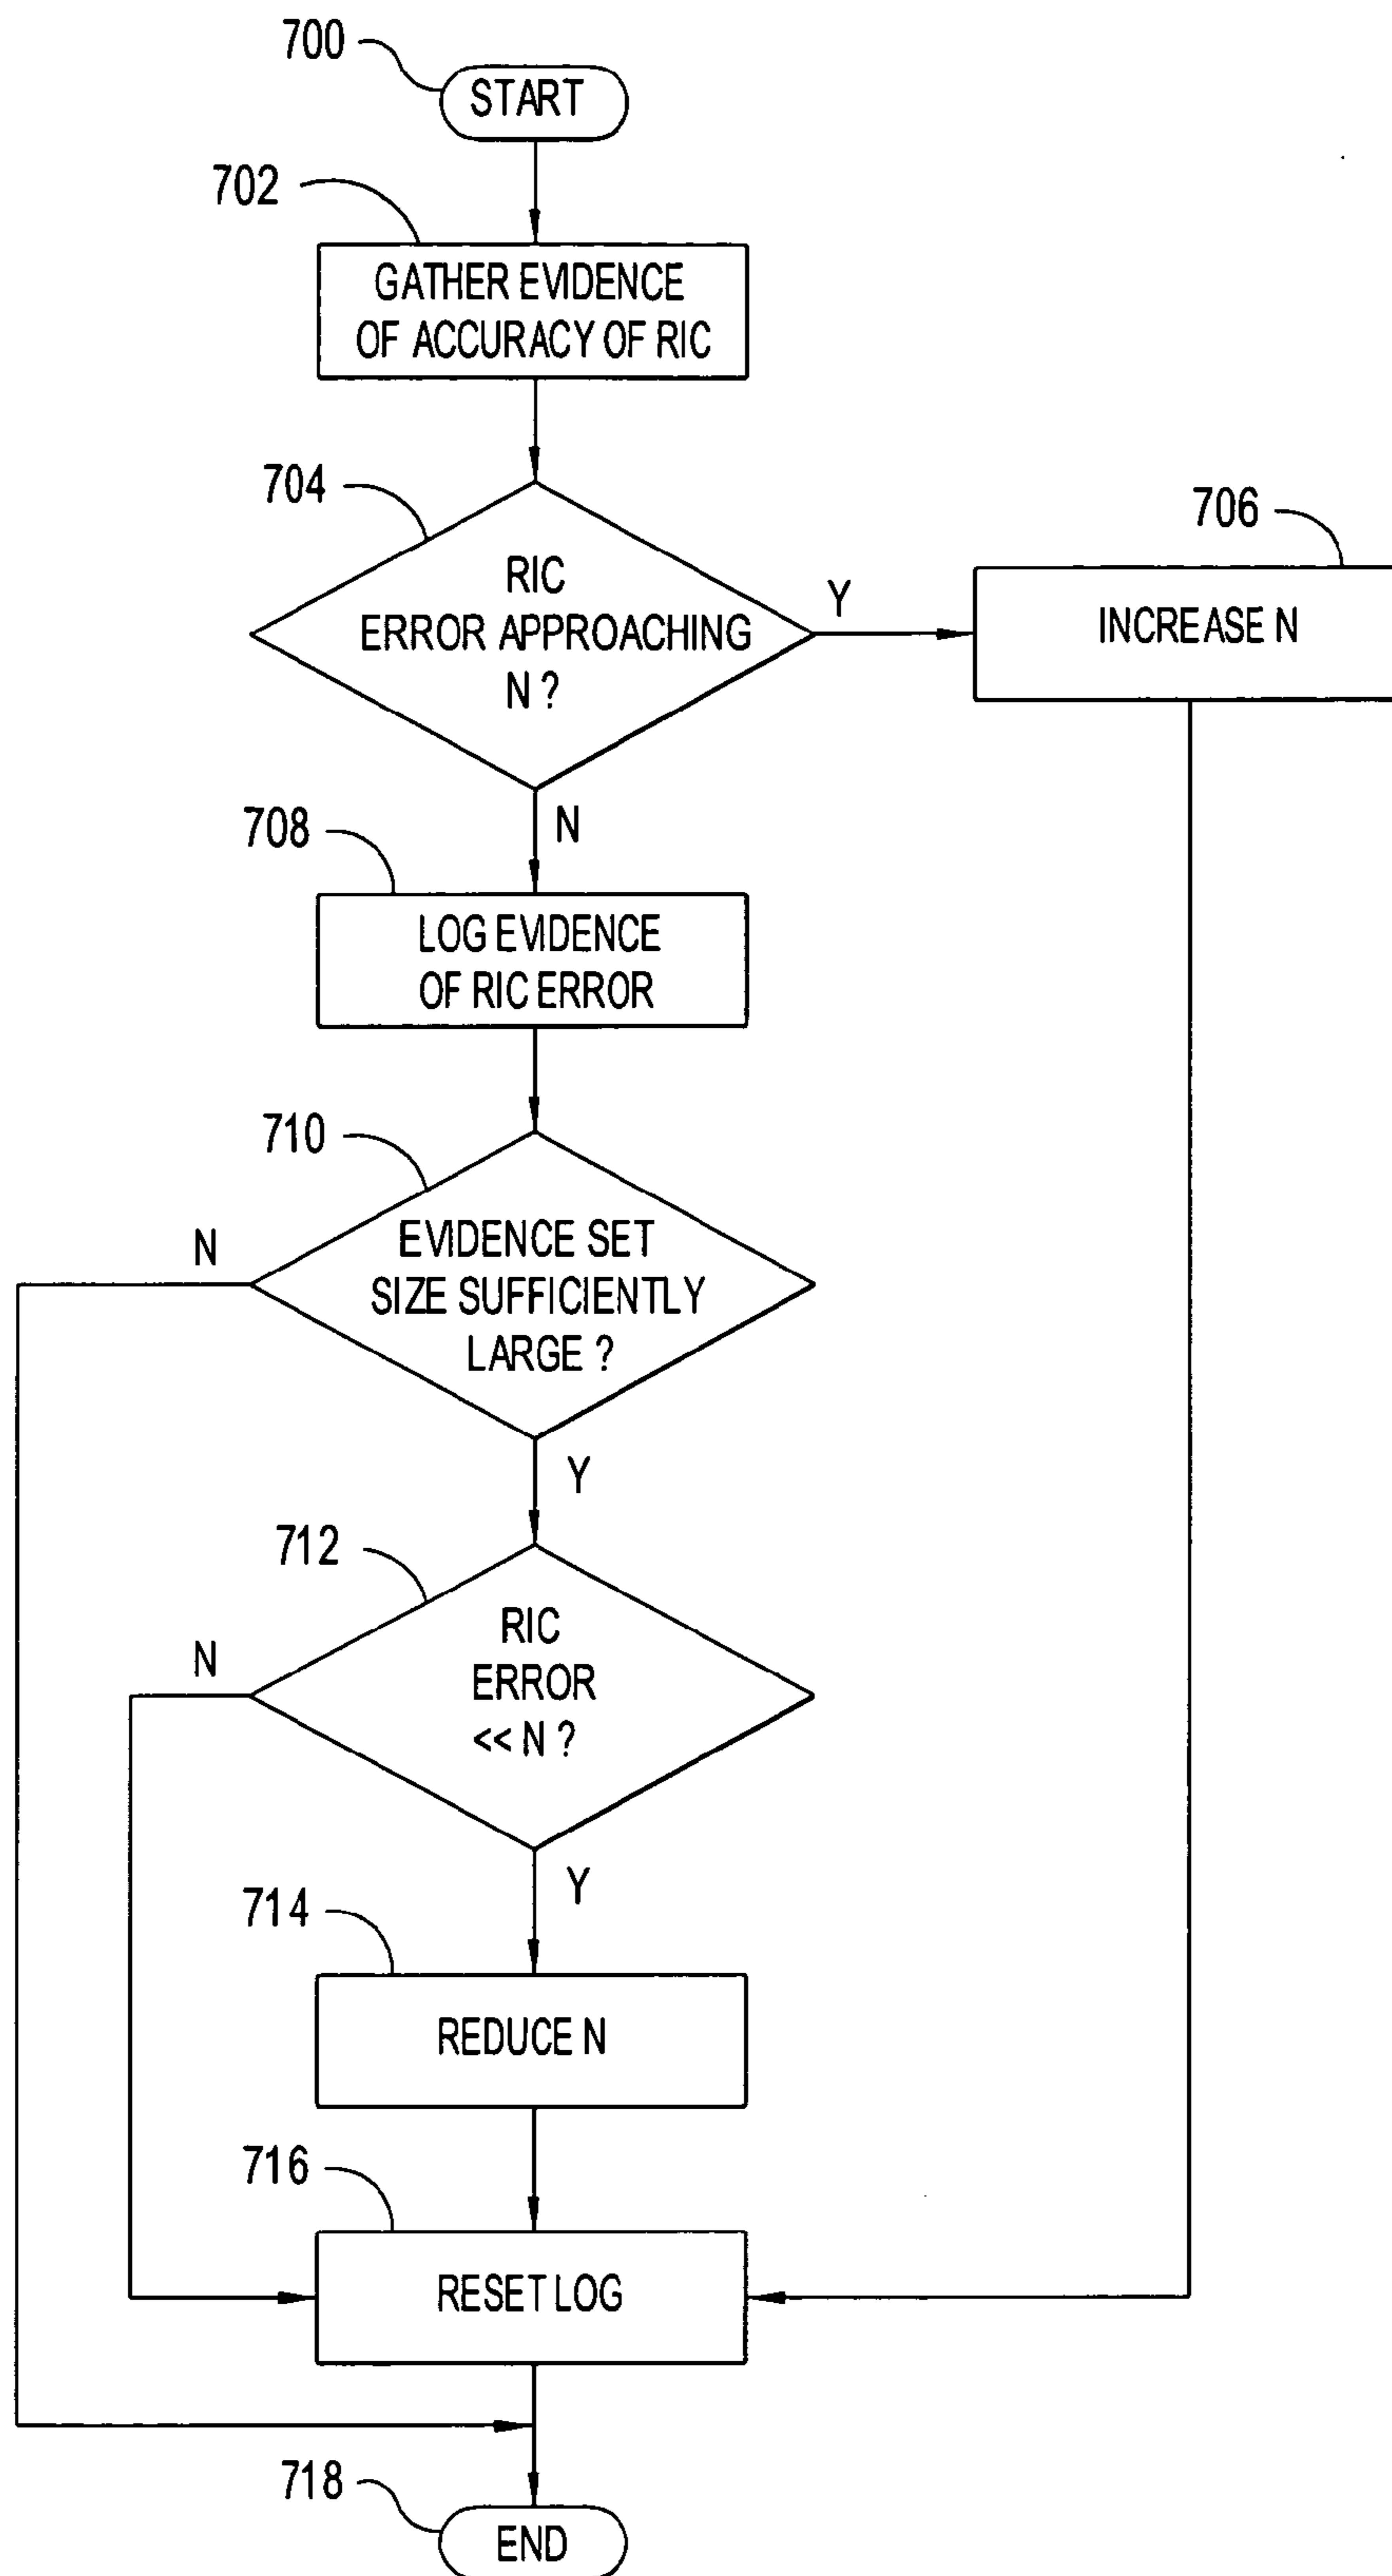 700
START
702
GATHER EVIDENCE
OF ACCURACY OF RIC
704
RIC
ERROR APPROACHING
N ?
Y
706
INCREASE N
N
708
LOG EVIDENCE
OF RIC ERROR
710
N
EVIDENCE SET
SIZE SUFFICIENTLY
LARGE ?
Y
712
N
RIC
ERROR
<< N ?
Y
714
REDUCE N
716
RESET LOG
718
END